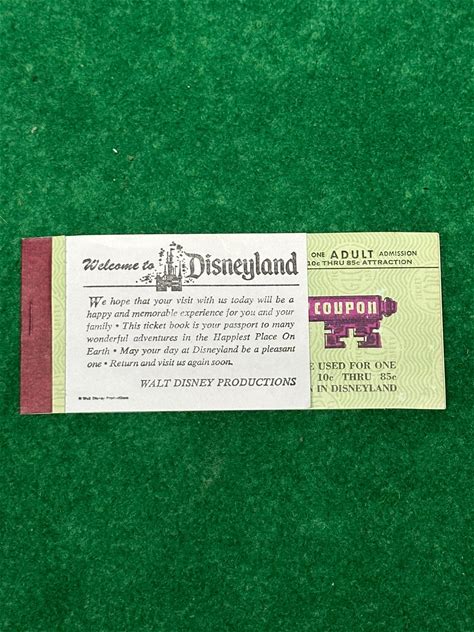 Welcome to Disneyland
We hope that your visit with us today will be a
happy and memorable experience for you and your
family • This ticket book is your passport to many
wonderful adventures in the Happiest Place On
Earth • May your day at Disneyland be a pleasant
one • Return and visit us again soon.
WALT DISNEY PRODUCTIONS
© Walt Disney Productions
ONE ADULT ADMISSION
10c THRU 85c ATTRACTION
COUPON
USED FOR ONE
10c THRU 85c
IN DISNEYLAND